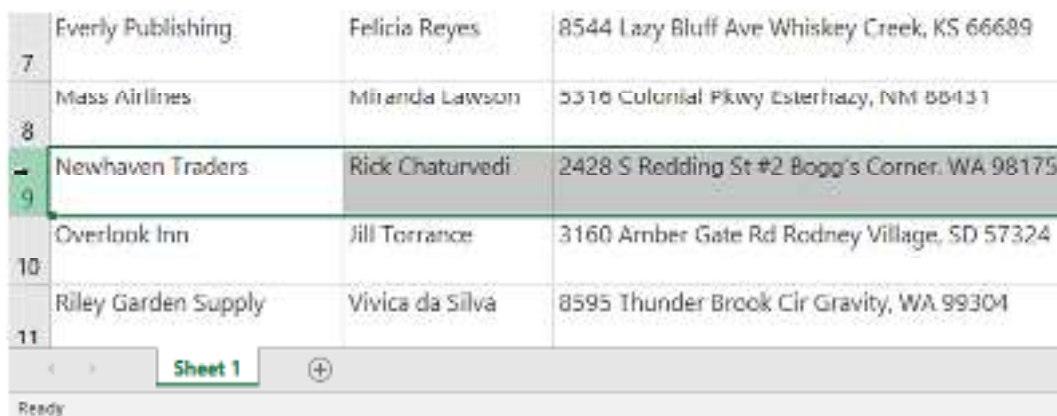 Everly Publishing Felicia Reyes 8544 Lazy Bluff Ave Whiskey Creek, KS 66689
7
Mass Airlines Miranda Lawson 5316 Colonial Pkwy Esterhazy, NM 88431
8
Newhaven Traders Rick Chaturvedi 2428 S Redding St #2 Bogg's Corner, WA 98175
9
Overlook Inn Jill Torrance 3160 Amber Gate Rd Rodney Village, SD 57324
10
Riley Garden Supply Vivica da Silva 8595 Thunder Brook Cir Gravity, WA 99304
11
Sheet 1
Ready